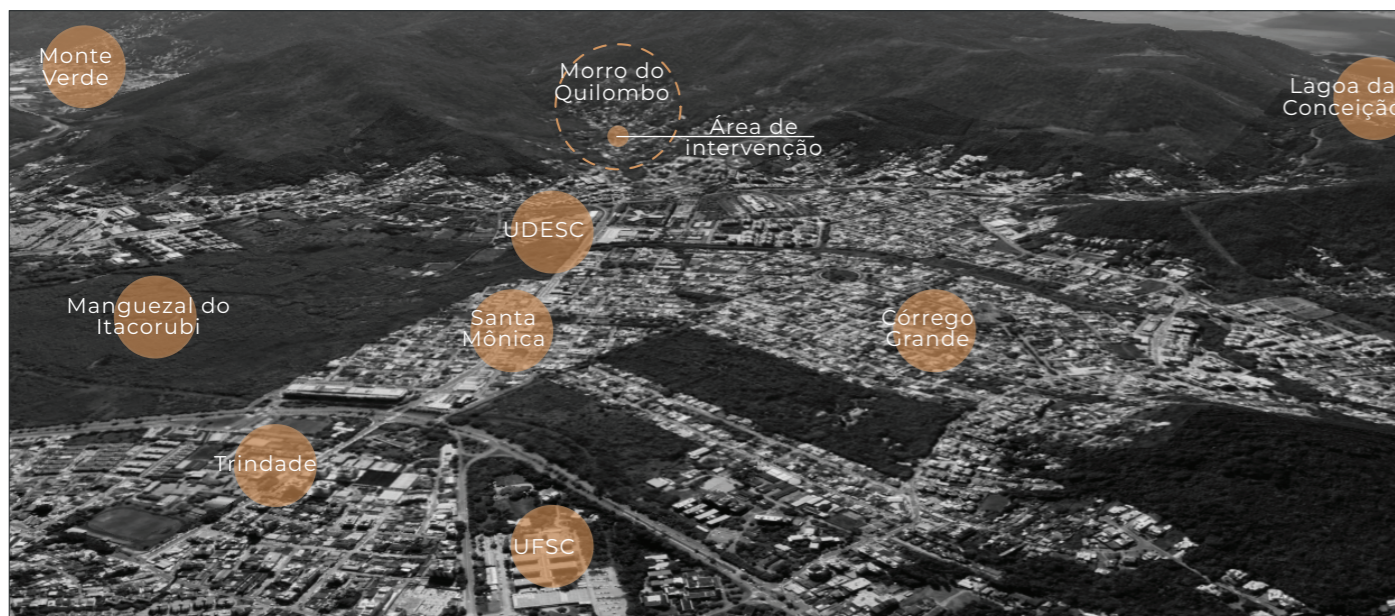 Monte
Verde
Morro do
Quilombo
Lagoa da
Conceição
Área de
intervenção
UDESC
Manguezal do
Itacorubi
Santa
Mônica
Córrego
Grande
Trindade
UFSC